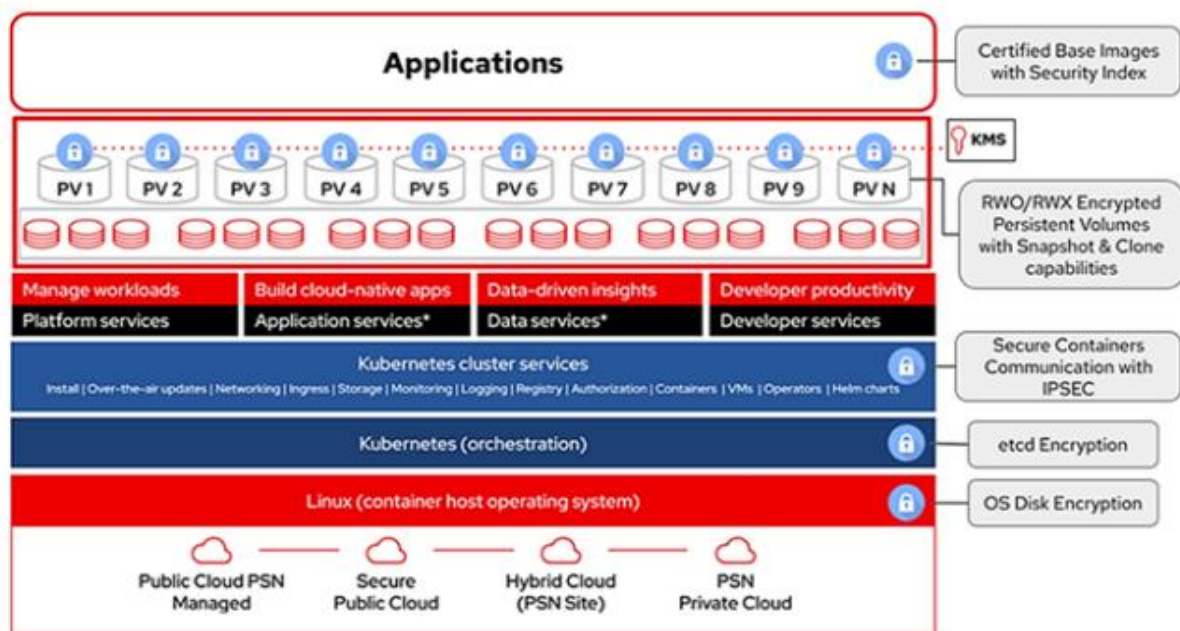 Applications
Certified Base Images
with Security Index
KMS
PV 1
PV 2
PV 3
PV 4
PV 5
PV 6
PV 7
PV 8
PV 9
PV N
RWO/RWX Encrypted
Persistent Volumes
with Snapshot & Clone
capabilities
Manage workloads
Build cloud-native apps
Data-driven insights
Developer productivity
Platform services
Application services*
Data services*
Developer services
Kubernetes cluster services
Install | Over-the-air updates | Networking | Ingress | Storage | Monitoring | Logging | Registry | Authorization | Containers | VMs | Operators | Helm charts
Secure Containers
Communication with
IPSEC
Kubernetes (orchestration)
etcd Encryption
Linux (container host operating system)
OS Disk Encryption
Public Cloud PSN
Managed
Secure
Public Cloud
Hybrid Cloud
(PSN Site)
PSN
Private Cloud